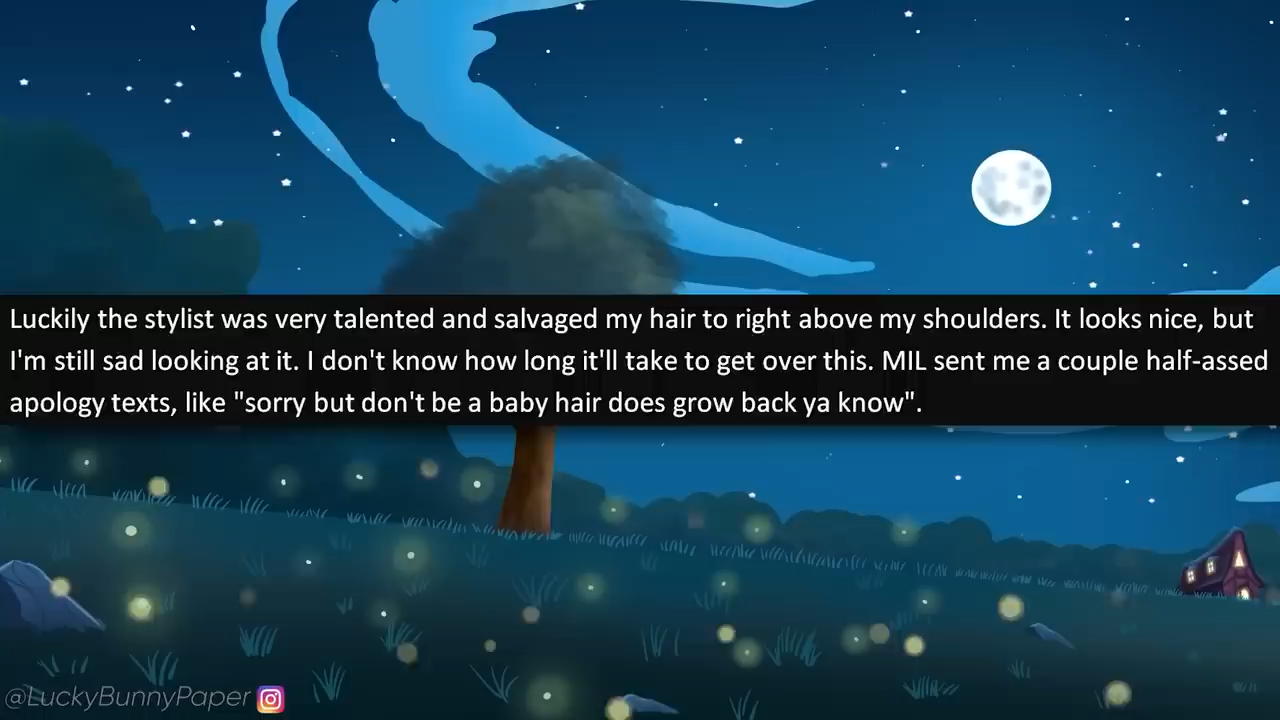 Luckily the stylist was very talented and salvaged my hair to right above my shoulders. It looks nice, but
I'm still sad looking at it. I don't know how long it'll take to get over this. MIL sent me a couple half-assed
apology texts, like "sorry but don't be a baby hair does grow back ya know".
@LuckyBunnyPaper